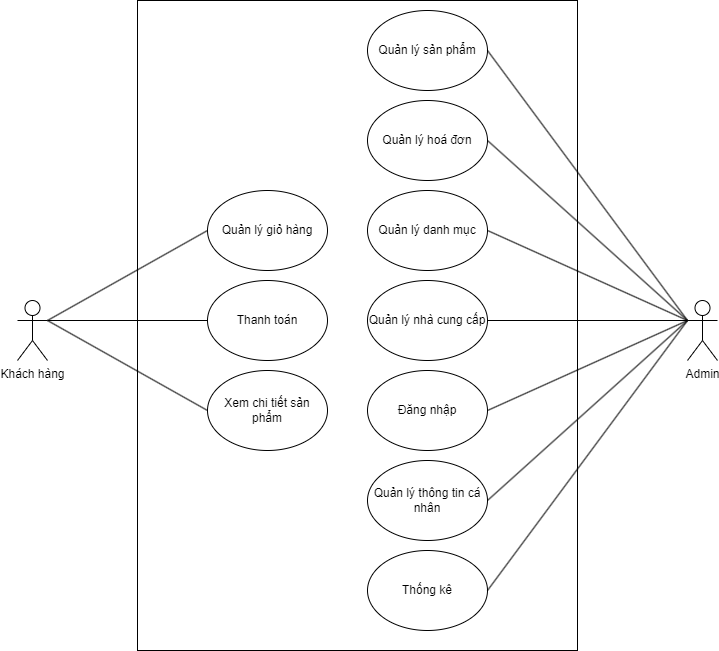 Quản lý sản phẩm
Quản lý hoá đơn
Quản lý giỏ hàng
Quản lý danh mục
Thanh toán
Quản lý nhà cung cấp
Khách hàng
Admin
Xem chi tiết sản
phẩm
Đăng nhập
Quản lý thông tin cá
nhân
Thống kê